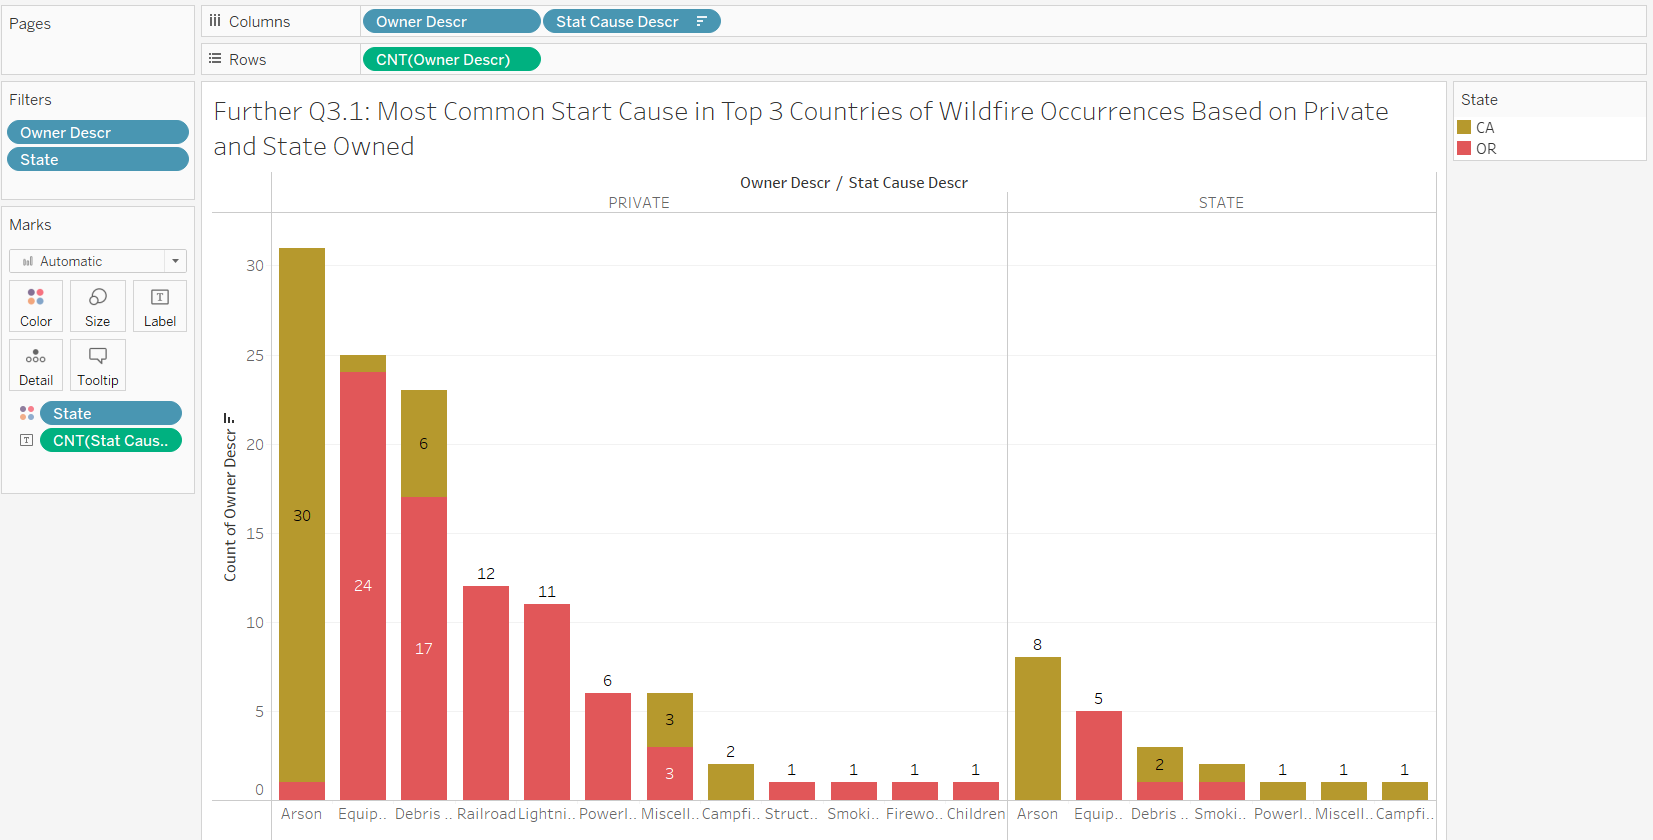 Pages
Columns
Owner Descr
Stat Cause Descr
Rows
CNT(Owner Descr)
Filters
Owner Descr
State
Marks
Automatic
Color
Size
Label
Detail
Tooltip
State
CNT(Stat Caus..
Further Q3.1: Most Common Start Cause in Top 3 Countries of Wildfire Occurrences Based on Private
and State Owned
Owner Descr / Stat Cause Descr
PRIVATE
STATE
Count of Owner Descr
30
25
20
15
10
5
0
30
24
6
17
12
11
6
3
3
2
1
1
1
1
8
5
2
1
1
1
Arson
Equip..
Debris ..
Railroad
Lightni..
Powerl..
Miscell..
Campfi..
Struct..
Smoki..
Firewo..
Children
Arson
Equip..
Debris ..
Smoki..
Powerl..
Miscell..
Campfi..
State
CA
OR